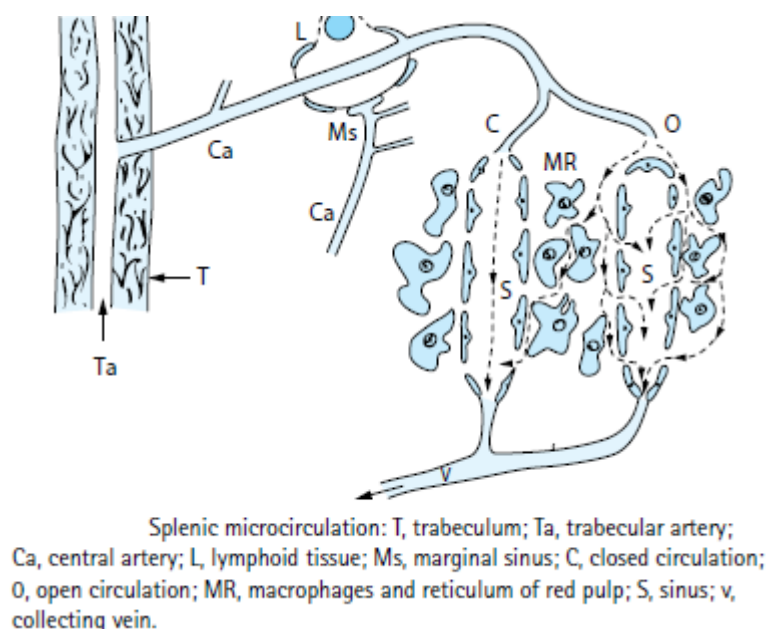 L
Ms
C
O
Ca
MR
Ca
T
S
S
Ta
v
Splenic microcirculation: T, trabeculum; Ta, trabecular artery;
Ca, central artery; L, lymphoid tissue; Ms, marginal sinus; C, closed circulation;
O, open circulation; MR, macrophages and reticulum of red pulp; S, sinus; v,
collecting vein.